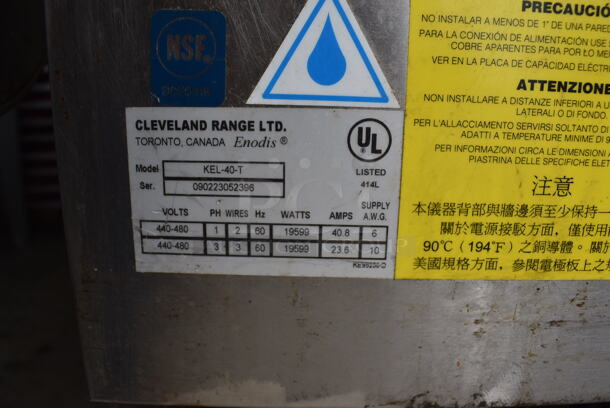 NSF
CLEVELAND RANGE LTD.
TORONTO, CANADA Enodis®
Model KEL-40-T
Ser. 090223052396
UL
LISTED
414L
VOLTS PH WIRES Hz WATTS AMPS SUPPLY A.W.G.
440-480 1 2 60 19599 40.8 6
440-480 3 3 60 19599 23.6 10
PRECAUCIÓ
NO INSTALAR A MENOS DE 1" DE UNA PARED
PARA LA CONEXIÓN DE ALIMENTACIÓN USE
COBRE APARENTES PARA POR LO ME
VER EN LA PLACA DE CAPACIDAD ELÉCTRI
ATTENZIONE
NON INSTALLARE A DISTANZE INFERIORI A U
LATERALI O DI FONDO.
PER L'ALLACCIAMENTO SERVIRSI SOLTANTO DI
ADATTI A TEMPERATURE MINIME DI 9
PER INFORMAZIONI CIRCA LE DIMENSIONI
PIASTRINA DELLE SPECIFICHE ELET
注意
本儀器背部與牆邊須至少保持一
關於電源接駁方面，僅使用
90℃（194℉）之銅導體。關於
美國規格方面，參閱電極板上之